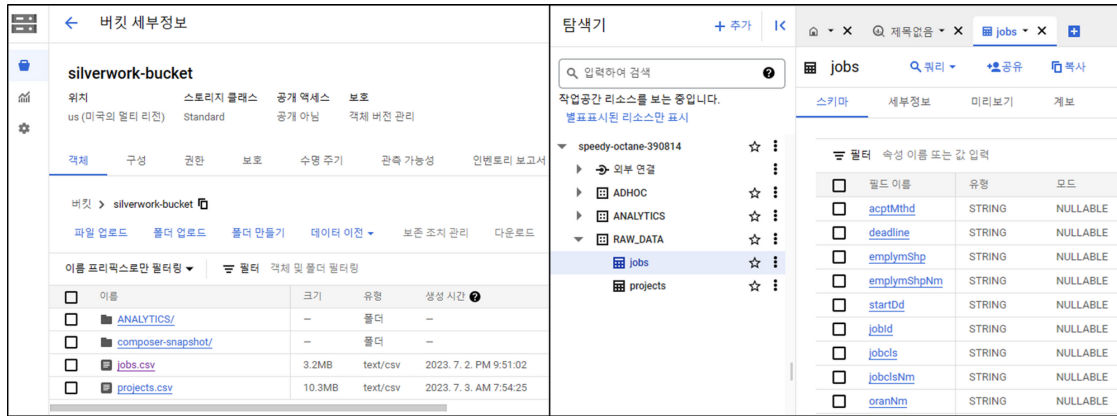 버킷 세부정보
silverwork-bucket
위치 스토리지 클래스 공개 액세스 보호
us (미국의 멀티 리전) Standard 공개 아님 객체 버전 관리
객체 구성 권한 보호 수명 주기 관측 가능성 인벤토리 보고서
버킷 > silverwork-bucket
파일 업로드 폴더 업로드 폴더 만들기 데이터 이전 보존 조치 관리 다운로드
이름 프리픽스로만 필터링 필터 객체 및 폴더 필터링
이름 크기 유형 생성 시간
ANALYTICS/ — 폴더 —
composer-snapshot/ — 폴더 —
jobs.csv 3.2MB text/csv 2023. 7. 2. PM 9:51:02
projects.csv 10.3MB text/csv 2023. 7. 3. AM 7:54:25
탐색기 + 추가
입력하여 검색
작업공간 리소스를 보는 중입니다.
별표표시된 리소스만 표시
speedy-octane-390814
외부 연결
ADHOC
ANALYTICS
RAW_DATA
jobs
projects
제목없음 jobs
jobs 쿼리 공유 복사
스키마 세부정보 미리보기 계보
필터 속성 이름 또는 값 입력
필드 이름 유형 모드
acptMthd STRING NULLABLE
deadline STRING NULLABLE
emplymShp STRING NULLABLE
emplymShpNm STRING NULLABLE
startDd STRING NULLABLE
jobId STRING NULLABLE
jobcls STRING NULLABLE
jobclsNm STRING NULLABLE
oranNm STRING NULLABLE